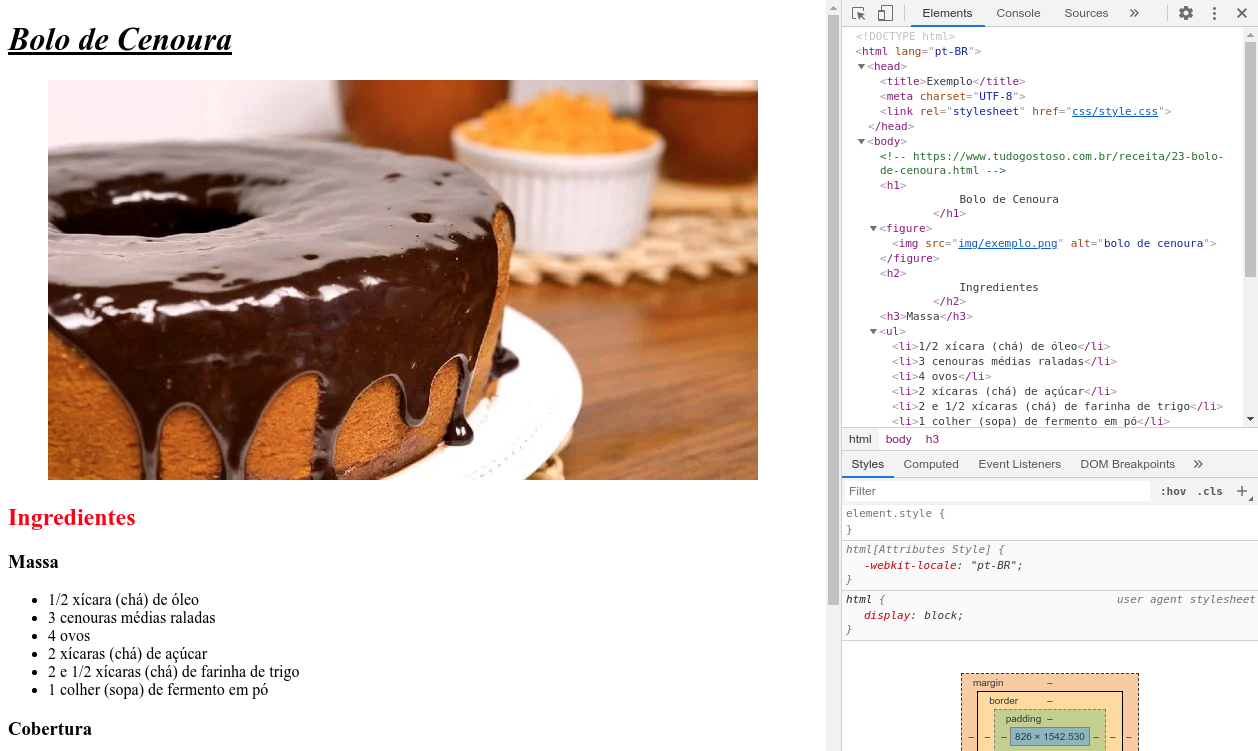 Bolo de Cenoura
Ingredientes
Massa
1/2 xícara (chá) de óleo
3 cenouras médias raladas
4 ovos
2 xícaras (chá) de açúcar
2 e 1/2 xícaras (chá) de farinha de trigo
1 colher (sopa) de fermento em pó
Cobertura
Elements Console Sources »
<!DOCTYPE html>
<html lang="pt-BR">
<head>
<title>Exemplo</title>
<meta charset="UTF-8">
<link rel="stylesheet" href="css/style.css">
</head>
<body>
<!-- https://www.tudogostoso.com.br/receita/23-bolo-
de-cenoura.html -->
<h1>
Bolo de Cenoura
</h1>
<figure>
<img src="img/exemplo.png" alt="bolo de cenoura">
</figure>
<h2>
Ingredientes
</h2>
<h3>Massa</h3>
<ul>
<li>1/2 xícara (chá) de óleo</li>
<li>3 cenouras médias raladas</li>
<li>4 ovos</li>
<li>2 xícaras (chá) de açúcar</li>
<li>2 e 1/2 xícaras (chá) de farinha de trigo</li>
<li>1 colher (sopa) de fermento em pó</li>
html body h3
Styles Computed Event Listeners DOM Breakpoints »
Filter :hov .cls +
element.style {
}
html[Attributes Style] {
-webkit-locale: "pt-BR";
}
html { user agent stylesheet
display: block;
}
margin –
border –
padding –
– – – 826 × 1542.530 – – –